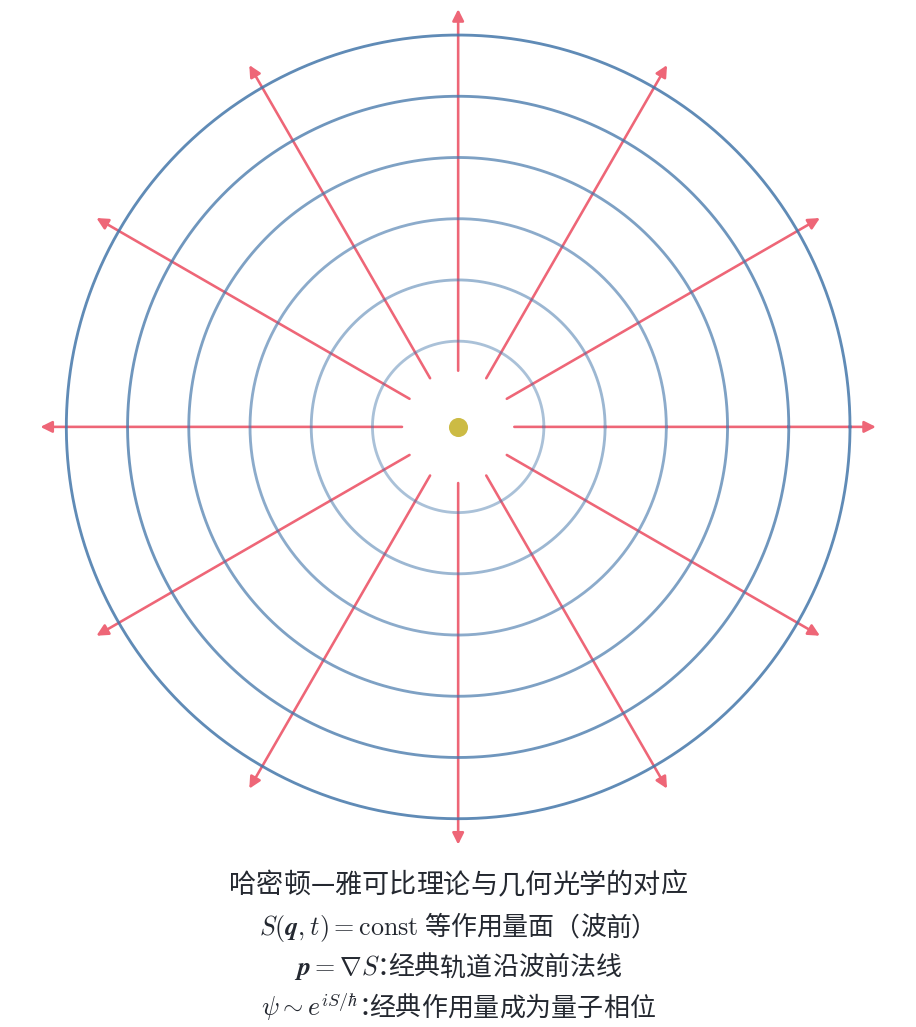 哈密顿—雅可比理论与几何光学的对应
S(q, t) = const 等作用量面（波前）
p = ∇S：经典轨道沿波前法线
ψ ∼ e^{iS/ℏ}：经典作用量成为量子相位